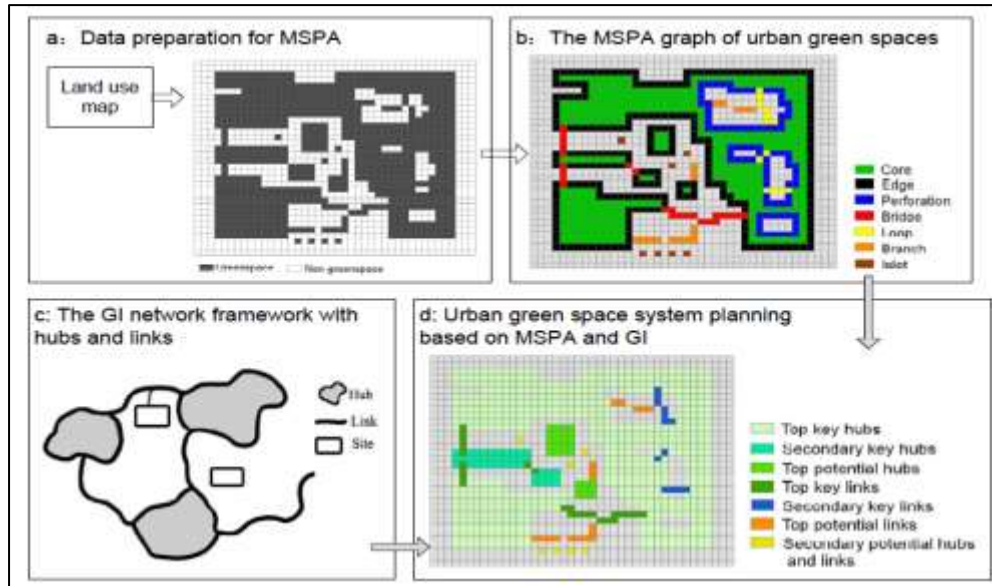 a: Data preparation for MSPA
Land use
map
Greenspace
Non-greenspace
b: The MSPA graph of urban green spaces
Core
Edge
Perforation
Bridge
Loop
Branch
Islet
c: The GI network framework with
hubs and links
Hub
Link
Site
d: Urban green space system planning
based on MSPA and GI
Top key hubs
Secondary key hubs
Top potential hubs
Top key links
Secondary key links
Top potential links
Secondary potential hubs
and links